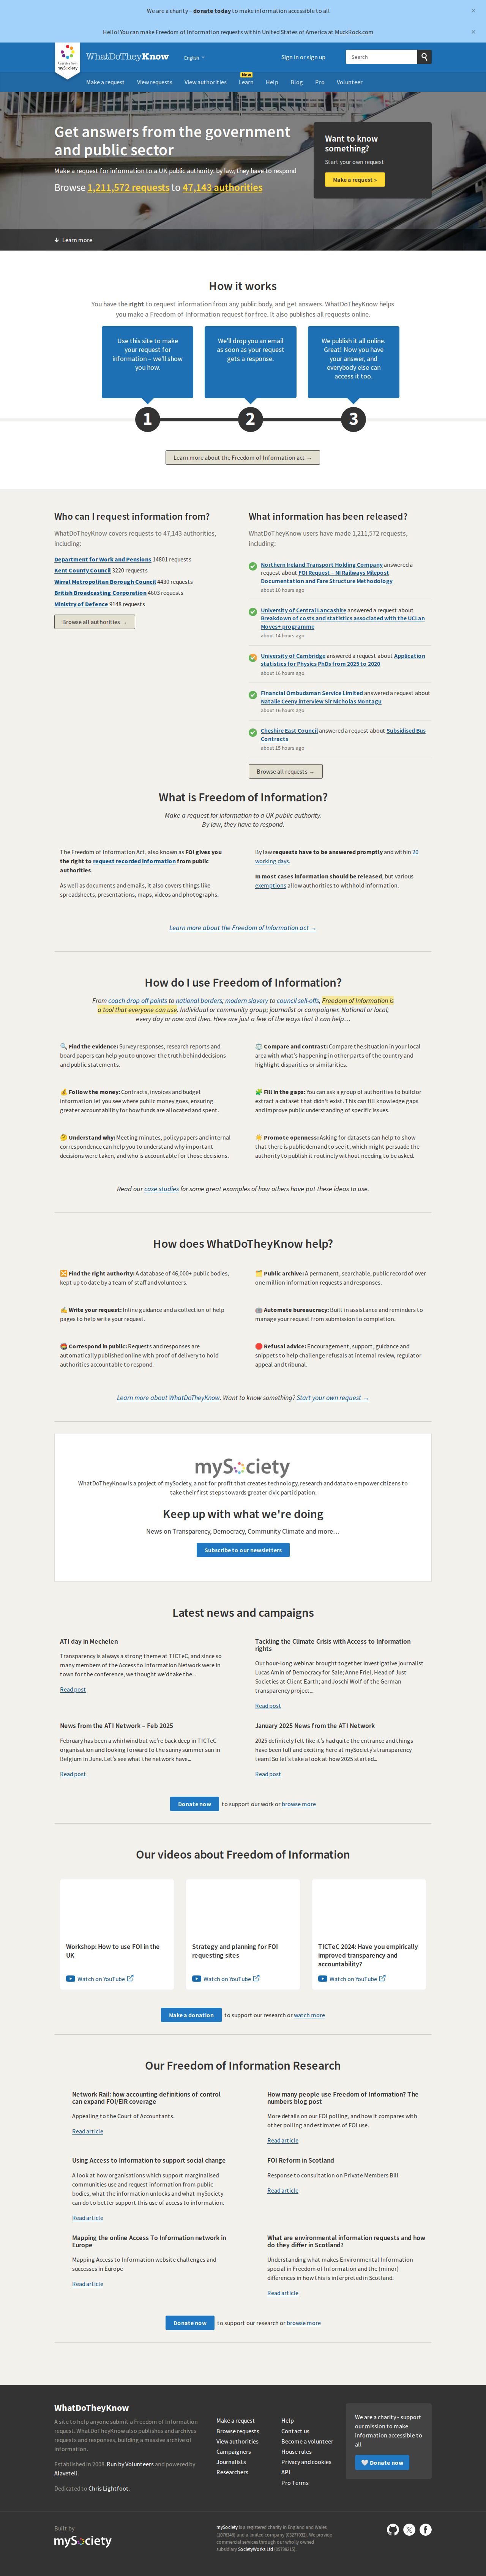 We are a charity – donate today to make information accessible to all
×
Hello! You can make Freedom of Information requests within United States of America at MuckRock.com
×
mySociety
WhatDoTheyKnow
English
Sign in or sign up
Search
Make a request
View requests
View authorities
New
Learn
Help
Blog
Pro
Volunteer
Get answers from the government
and public sector
Make a request for information to a UK public authority: by law, they have to respond
Browse 1,211,572 requests to 47,143 authorities
Want to know
something?
Start your own request
Make a request »
Learn more
How it works
You have the right to request information from any public body, and get answers. WhatDoTheyKnow helps
you make a Freedom of Information request for free. It also publishes all requests online.
Use this site to make
your request for
information – we'll show
you how.
We'll drop you an email
as soon as your request
gets a response.
We publish it all online.
Great! Now you have
your answer, and
everybody else can
access it too.
1
2
3
Learn more about the Freedom of Information act →
Who can I request information from?
WhatDoTheyKnow covers requests to 47,143 authorities,
including:
Department for Work and Pensions 14801 requests
Kent County Council 3220 requests
Wirral Metropolitan Borough Council 4430 requests
British Broadcasting Corporation 4603 requests
Ministry of Defence 9148 requests
Browse all authorities →
What information has been released?
WhatDoTheyKnow users have made 1,211,572 requests,
including:
Northern Ireland Transport Holding Company answered a
request about FOI Request – NI Railways Milepost
Documentation and Fare Structure Methodology
about 10 hours ago
University of Central Lancashire answered a request about
Breakdown of costs and statistics associated with the UCLan
Moves+ programme
about 14 hours ago
University of Cambridge answered a request about Application
statistics for Physics PhDs from 2025 to 2020
about 16 hours ago
Financial Ombudsman Service Limited answered a request about
Natalie Ceeny interview Sir Nicholas Montagu
about 16 hours ago
Cheshire East Council answered a request about Subsidised Bus
Contracts
about 15 hours ago
Browse all requests →
What is Freedom of Information?
Make a request for information to a UK public authority.
By law, they have to respond.
The Freedom of Information Act, also known as FOI gives you
the right to request recorded information from public
authorities.
As well as documents and emails, it also covers things like
spreadsheets, presentations, maps, videos and photographs.
By law requests have to be answered promptly and within 20
working days.
In most cases information should be released, but various
exemptions allow authorities to withhold information.
Learn more about the Freedom of Information act →
How do I use Freedom of Information?
From coach drop off points to national borders; modern slavery to council sell-offs, Freedom of Information is
a tool that everyone can use. Individual or community group; journalist or campaigner. National or local;
every day or now and then. Here are just a few of the ways that it can help…
🔍 Find the evidence: Survey responses, research reports and
board papers can help you to uncover the truth behind decisions
and public statements.
⚖️ Compare and contrast: Compare the situation in your local
area with what's happening in other parts of the country and
highlight disparities or similarities.
💰 Follow the money: Contracts, invoices and budget
information let you see where public money goes, ensuring
greater accountability for how funds are allocated and spent.
🧩 Fill in the gaps: You can ask a group of authorities to build or
extract a dataset that didn't exist. This can fill knowledge gaps
and improve public understanding of specific issues.
🤔 Understand why: Meeting minutes, policy papers and internal
correspondence can help you to understand why important
decisions were taken, and who is accountable for those decisions.
☀️ Promote openness: Asking for datasets can help to show
that there is public demand to see it, which might persuade the
authority to publish it routinely without needing to be asked.
Read our case studies for some great examples of how others have put these ideas to use.
How does WhatDoTheyKnow help?
🔀 Find the right authority: A database of 46,000+ public bodies,
kept up to date by a team of staff and volunteers.
🗂️ Public archive: A permanent, searchable, public record of over
one million information requests and responses.
✍️ Write your request: Inline guidance and a collection of help
pages to help write your request.
🤖 Automate bureaucracy: Built in assistance and reminders to
manage your request from submission to completion.
📮 Correspond in public: Requests and responses are
automatically published online with proof of delivery to hold
authorities accountable to respond.
🛑 Refusal advice: Encouragement, support, guidance and
snippets to help challenge refusals at internal review, regulator
appeal and tribunal.
Learn more about WhatDoTheyKnow. Want to know something? Start your own request →
mySociety
WhatDoTheyKnow is a project of mySociety, a not for profit that creates technology, research and data to empower citizens to
take their first steps towards greater civic participation.
Keep up with what we're doing
News on Transparency, Democracy, Community Climate and more…
Subscribe to our newsletters
Latest news and campaigns
ATI day in Mechelen
Transparency is always a strong theme at TICTeC, and since so
many members of the Access to Information Network were in
town for the conference, we thought we'd take the...
Read post
Tackling the Climate Crisis with Access to Information
rights
Our hour-long webinar brought together investigative journalist
Lucas Amin of Democracy for Sale; Anne Friel, Head of Just
Societies at Client Earth; and Joschi Wolf of the German
transparency project...
Read post
News from the ATI Network – Feb 2025
February has been a whirlwind but we're back deep in TICTeC
organisation and looking forward to the sunny summer sun in
Belgium in June. Let's see what the network have...
Read post
January 2025 News from the ATI Network
2025 definitely felt like it's had quite the entrance and things
have been full and exciting here at mySociety's transparency
team! So let's take a look at how 2025 started...
Read post
Donate now to support our work or browse more
Our videos about Freedom of Information
Workshop: How to use FOI in the
UK
Watch on YouTube
Strategy and planning for FOI
requesting sites
Watch on YouTube
TICTeC 2024: Have you empirically
improved transparency and
accountability?
Watch on YouTube
Make a donation to support our research or watch more
Our Freedom of Information Research
Network Rail: how accounting definitions of control
can expand FOI/EIR coverage
Appealing to the Court of Accountants.
Read article
How many people use Freedom of Information? The
numbers blog post
More details on our FOI polling, and how it compares with
other polling and estimates of FOI use.
Read article
Using Access to Information to support social change
A look at how organisations which support marginalised
communities use and request information from public
bodies, what the information unlocks and what mySociety
can do to better support this use of access to information.
Read article
FOI Reform in Scotland
Response to consultation on Private Members Bill
Read article
Mapping the online Access To Information network in
Europe
Mapping Access to Information website challenges and
successes in Europe
Read article
What are environmental information requests and how
do they differ in Scotland?
Understanding what makes Environmental Information
special in Freedom of Information and the (minor)
differences in how this is interpreted in Scotland.
Read article
Donate now to support our research or browse more
WhatDoTheyKnow
A site to help anyone submit a Freedom of Information
request. WhatDoTheyKnow also publishes and archives
requests and responses, building a massive archive of
information.
Established in 2008. Run by Volunteers and powered by
Alaveteli.
Dedicated to Chris Lightfoot.
Make a request
Browse requests
View authorities
Campaigners
Journalists
Researchers
Help
Contact us
Become a volunteer
House rules
Privacy and cookies
API
Pro Terms
We are a charity - support
our mission to make
information accessible to
all
🤍 Donate now
Built by
mySociety
mySociety is a registered charity in England and Wales
(1076346) and a limited company (03277032). We provide
commercial services through our wholly owned
subsidiary SocietyWorks Ltd (05798215).